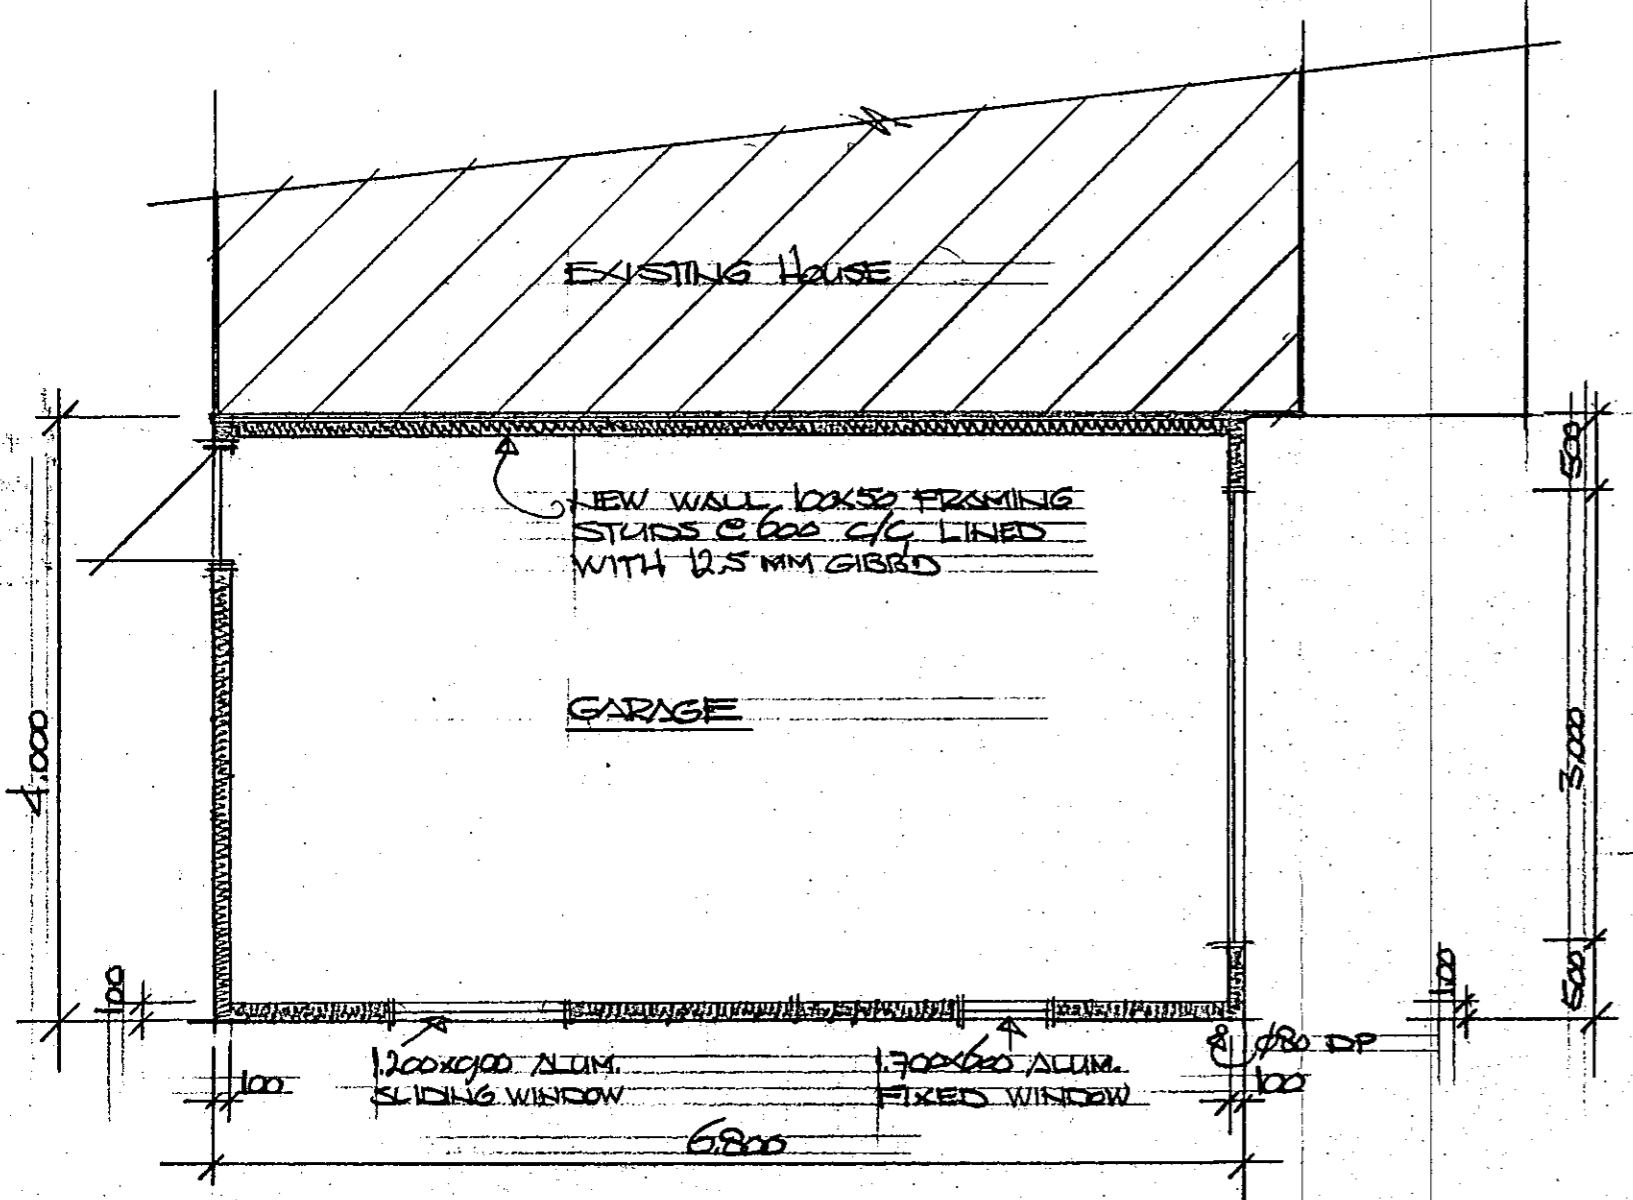 EXISTING HOUSE
NEW WALL 100x50 FRAMING
STUDS @ 600 C/C LINED
WITH 12.5 MM GIBB'D
GARAGE
4.000
500
3.000
500
100
100
1.200x900 ALUM.
SLIDING WINDOW
1.700x600 ALUM.
FIXED WINDOW
Ø80 DP
100
100
6.800